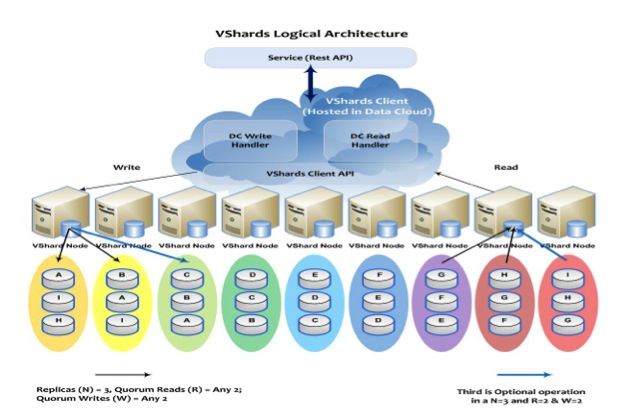 VShards Logical Architecture
Service (Rest API)
VShards Client
(Hosted in Data Cloud)
DC Write
Handler
DC Read
Handler
VShards Client API
Write
Read
VShard Node
VShard Node
VShard Node
VShard Node
VShard Node
VShard Node
VShard Node
VShard Node
VShard Node
A B C D E F G H I
I A B C D E F G H
H I A B C D E F G
Replicas (N) = 3, Quorum Reads (R) = Any 2;
Quorum Writes (W) = Any 2
Third is Optional operation
in a N=3 and R=2 & W=2